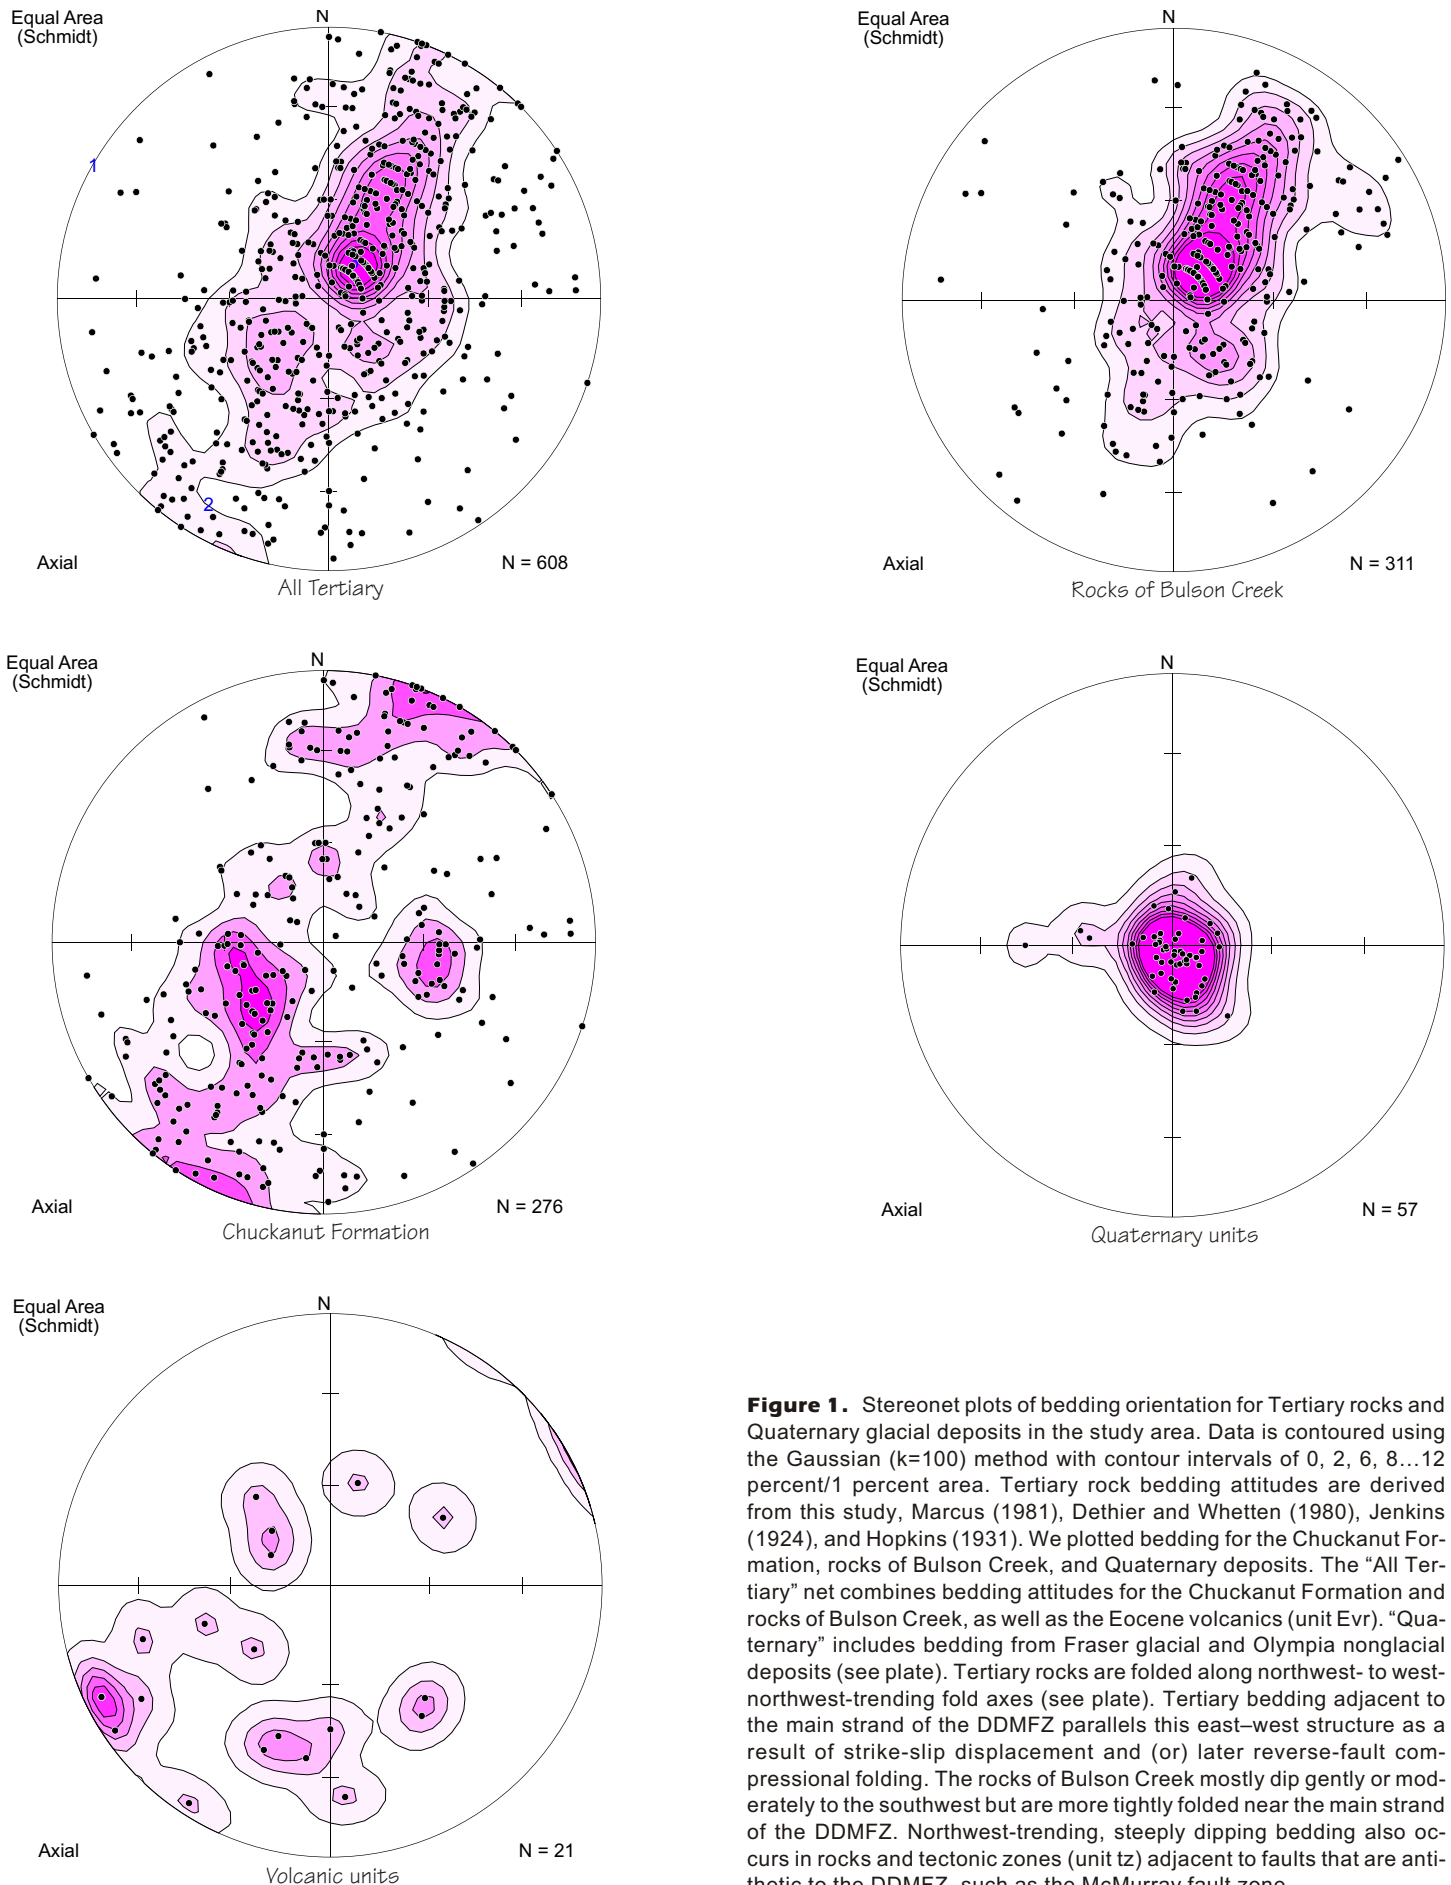 Equal Area
(Schmidt)
N
1
2
Axial
N = 608
All Tertiary
Equal Area
(Schmidt)
N
Axial
N = 311
Rocks of Bulson Creek
Equal Area
(Schmidt)
N
Axial
N = 276
Chuckanut Formation
Equal Area
(Schmidt)
N
Axial
N = 57
Quaternary units
Equal Area
(Schmidt)
N
Axial
N = 21
Volcanic units
Figure 1. Stereonet plots of bedding orientation for Tertiary rocks and
Quaternary glacial deposits in the study area. Data is contoured using
the Gaussian (k=100) method with contour intervals of 0, 2, 6, 8…12
percent/1 percent area. Tertiary rock bedding attitudes are derived
from this study, Marcus (1981), Dethier and Whetten (1980), Jenkins
(1924), and Hopkins (1931). We plotted bedding for the Chuckanut For-
mation, rocks of Bulson Creek, and Quaternary deposits. The “All Ter-
tiary” net combines bedding attitudes for the Chuckanut Formation and
rocks of Bulson Creek, as well as the Eocene volcanics (unit Evr). “Qua-
ternary” includes bedding from Fraser glacial and Olympia nonglacial
deposits (see plate). Tertiary rocks are folded along northwest- to west-
northwest-trending fold axes (see plate). Tertiary bedding adjacent to
the main strand of the DDMFZ parallels this east–west structure as a
result of strike-slip displacement and (or) later reverse-fault com-
pressional folding. The rocks of Bulson Creek mostly dip gently or mod-
erately to the southwest but are more tightly folded near the main strand
of the DDMFZ. Northwest-trending, steeply dipping bedding also oc-
curs in rocks and tectonic zones (unit tz) adjacent to faults that are anti-
thetic to the DDMFZ, such as the McMurray fault zone.